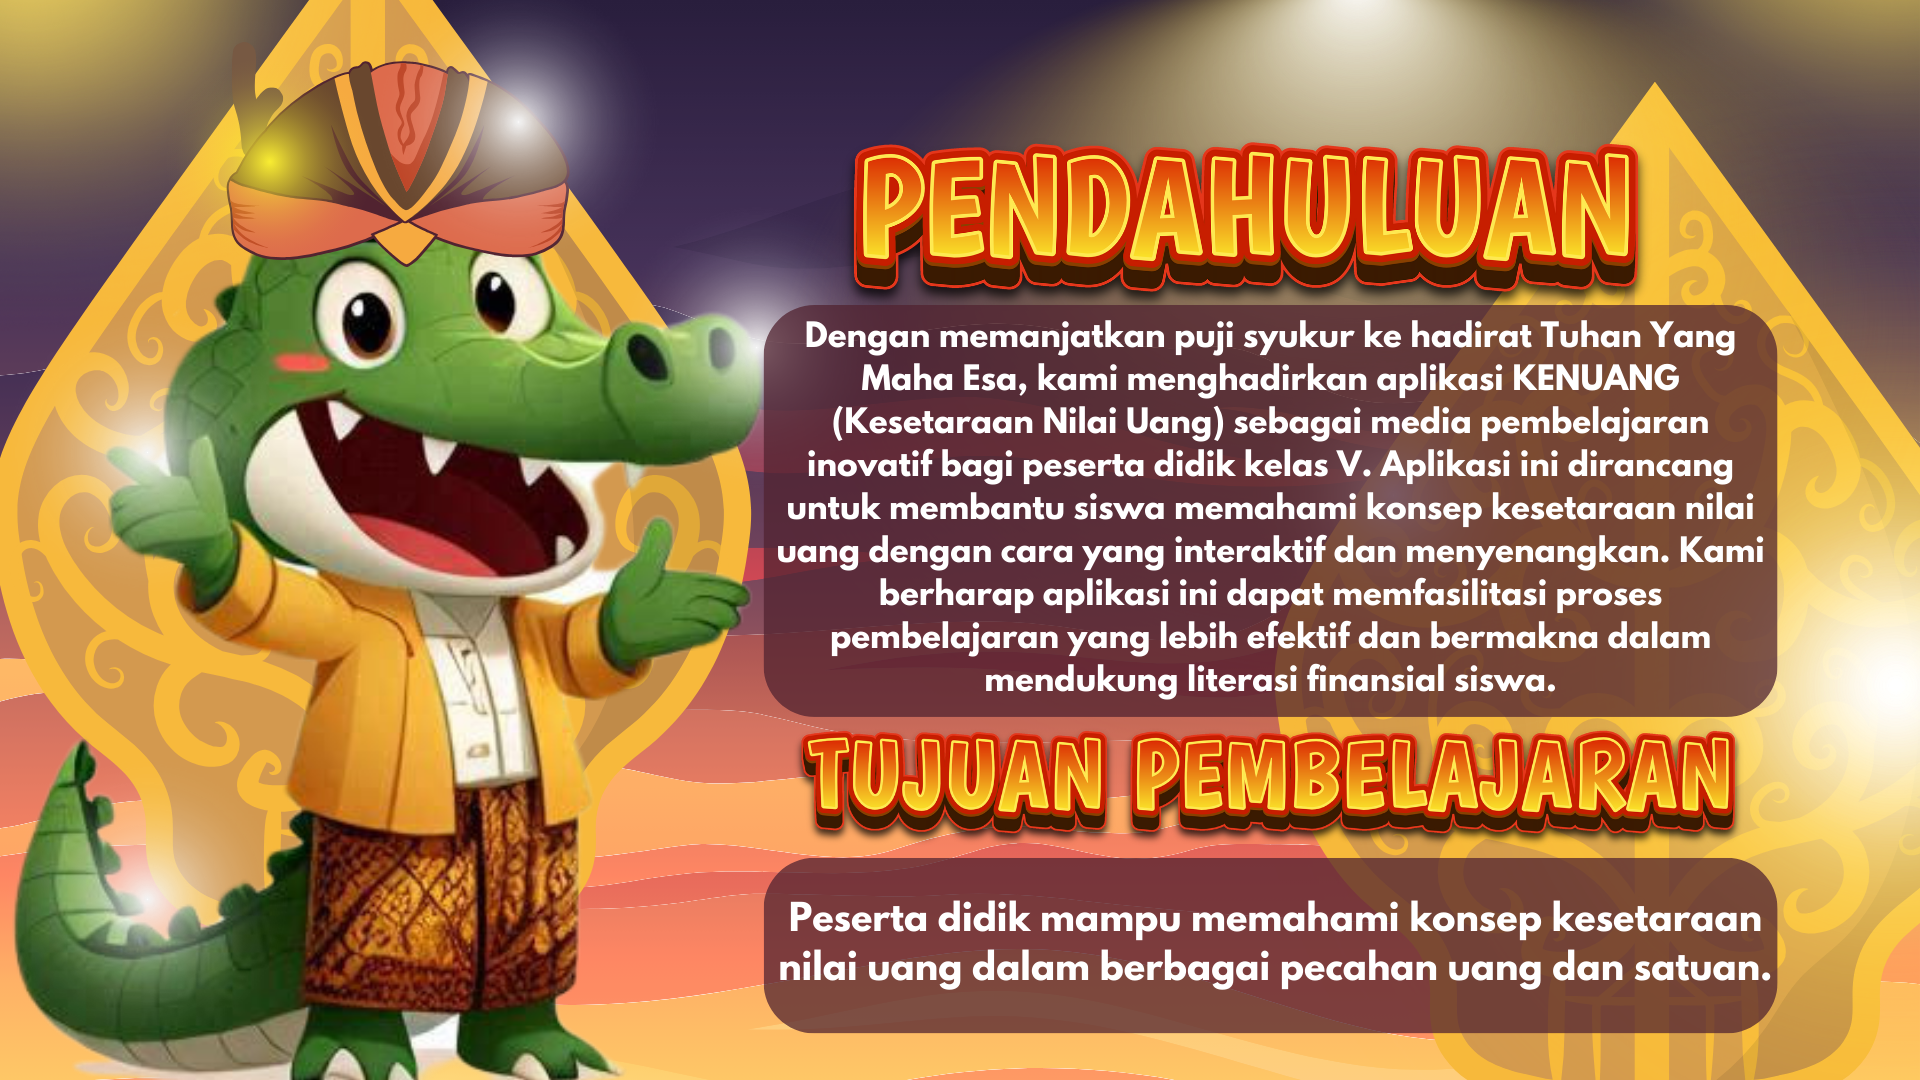 PENDAHULUAN
Dengan memanjatkan puji syukur ke hadirat Tuhan Yang
Maha Esa, kami menghadirkan aplikasi KENUANG
(Kesetaraan Nilai Uang) sebagai media pembelajaran
inovatif bagi peserta didik kelas V. Aplikasi ini dirancang
untuk membantu siswa memahami konsep kesetaraan nilai
uang dengan cara yang interaktif dan menyenangkan. Kami
berharap aplikasi ini dapat memfasilitasi proses
pembelajaran yang lebih efektif dan bermakna dalam
mendukung literasi finansial siswa.
TUJUAN PEMBELAJARAN
Peserta didik mampu memahami konsep kesetaraan
nilai uang dalam berbagai pecahan uang dan satuan.